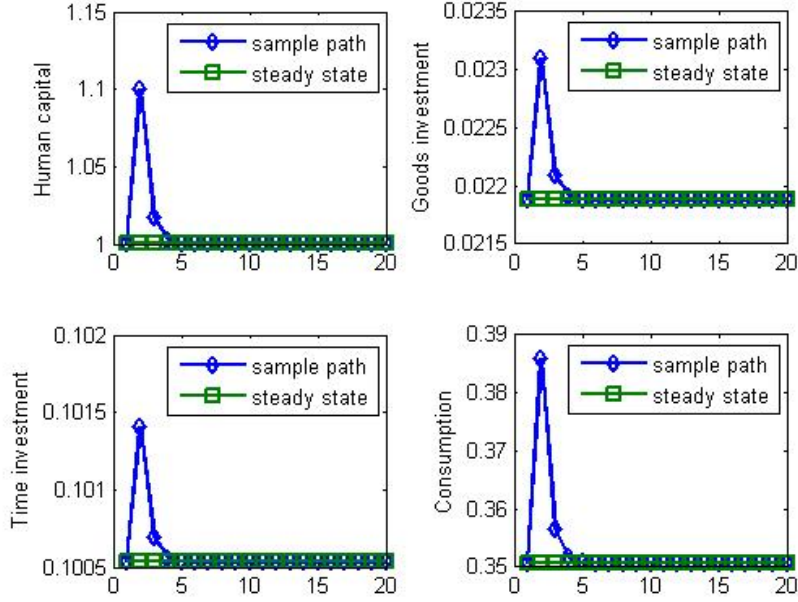 1.15
1.1
1.05
1
Human capital
sample path
steady state
0 5 10 15 20
0.0235
0.023
0.0225
0.022
0.0215
Goods investment
sample path
steady state
0 5 10 15 20
0.102
0.1015
0.101
0.1005
Time investment
sample path
steady state
0 5 10 15 20
0.39
0.38
0.37
0.36
0.35
Consumption
sample path
steady state
0 5 10 15 20